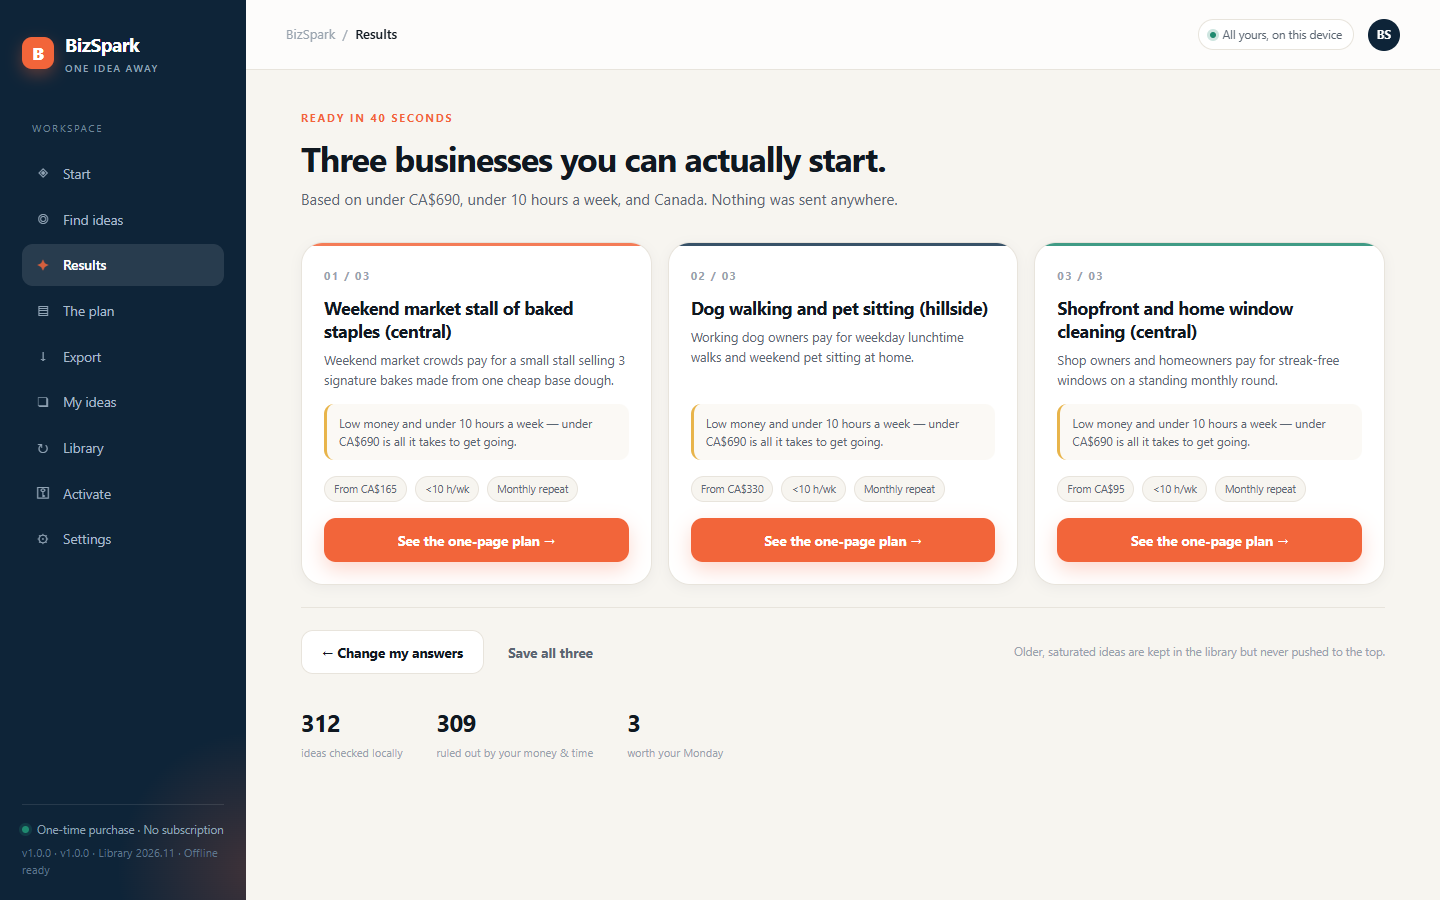 B
BizSpark
ONE IDEA AWAY
WORKSPACE
Start
Find ideas
Results
The plan
Export
My ideas
Library
Activate
Settings
One-time purchase · No subscription
v1.0.0 · v1.0.0 · Library 2026.11 · Offline
ready
BizSpark / Results
All yours, on this device
BS
READY IN 40 SECONDS
Three businesses you can actually start.
Based on under CA$690, under 10 hours a week, and Canada. Nothing was sent anywhere.
01 / 03
Weekend market stall of baked
staples (central)
Weekend market crowds pay for a small stall selling 3
signature bakes made from one cheap base dough.
Low money and under 10 hours a week — under
CA$690 is all it takes to get going.
From CA$165
<10 h/wk
Monthly repeat
See the one-page plan →
02 / 03
Dog walking and pet sitting (hillside)
Working dog owners pay for weekday lunchtime
walks and weekend pet sitting at home.
Low money and under 10 hours a week — under
CA$690 is all it takes to get going.
From CA$330
<10 h/wk
Monthly repeat
See the one-page plan →
03 / 03
Shopfront and home window
cleaning (central)
Shop owners and homeowners pay for streak-free
windows on a standing monthly round.
Low money and under 10 hours a week — under
CA$690 is all it takes to get going.
From CA$95
<10 h/wk
Monthly repeat
See the one-page plan →
← Change my answers
Save all three
Older, saturated ideas are kept in the library but never pushed to the top.
312
ideas checked locally
309
ruled out by your money & time
3
worth your Monday